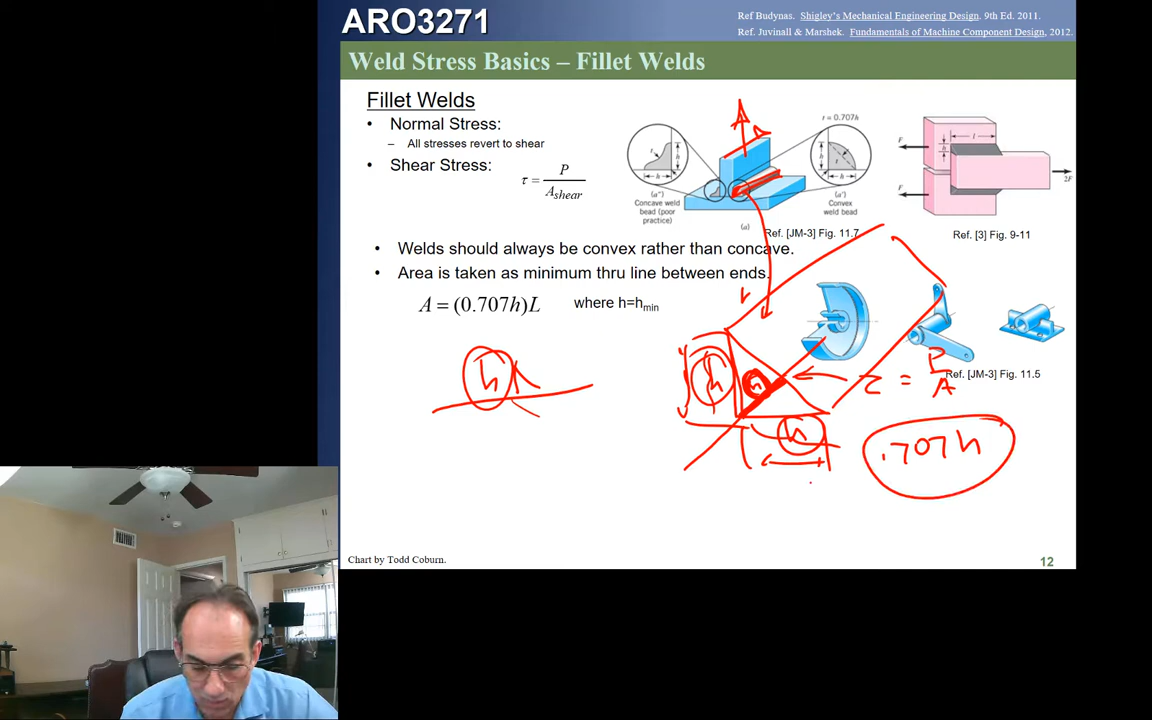 ARO3271
Ref Budynas. Shigley's Mechanical Engineering Design. 9th Ed. 2011.
Ref. Juvinall & Marshek. Fundamentals of Machine Component Design, 2012.
Weld Stress Basics – Fillet Welds
Fillet Welds
• Normal Stress:
– All stresses revert to shear
• Shear Stress:
τ = P / A_shear
t = 0.707h
t
h
h
t
h
h
(a″)
Concave weld
bead (poor
practice)
(a′)
Convex
weld bead
(a)
Ref. [JM-3] Fig. 11.7
F
F
h
l
2F
Ref. [3] Fig. 9-11
• Welds should always be convex rather than concave.
• Area is taken as minimum thru line between ends.
A = (0.707h)L where h=hmin
h
h
h
h
τ = P / A
Ref. [JM-3] Fig. 11.5
.707h
Chart by Todd Coburn.
12